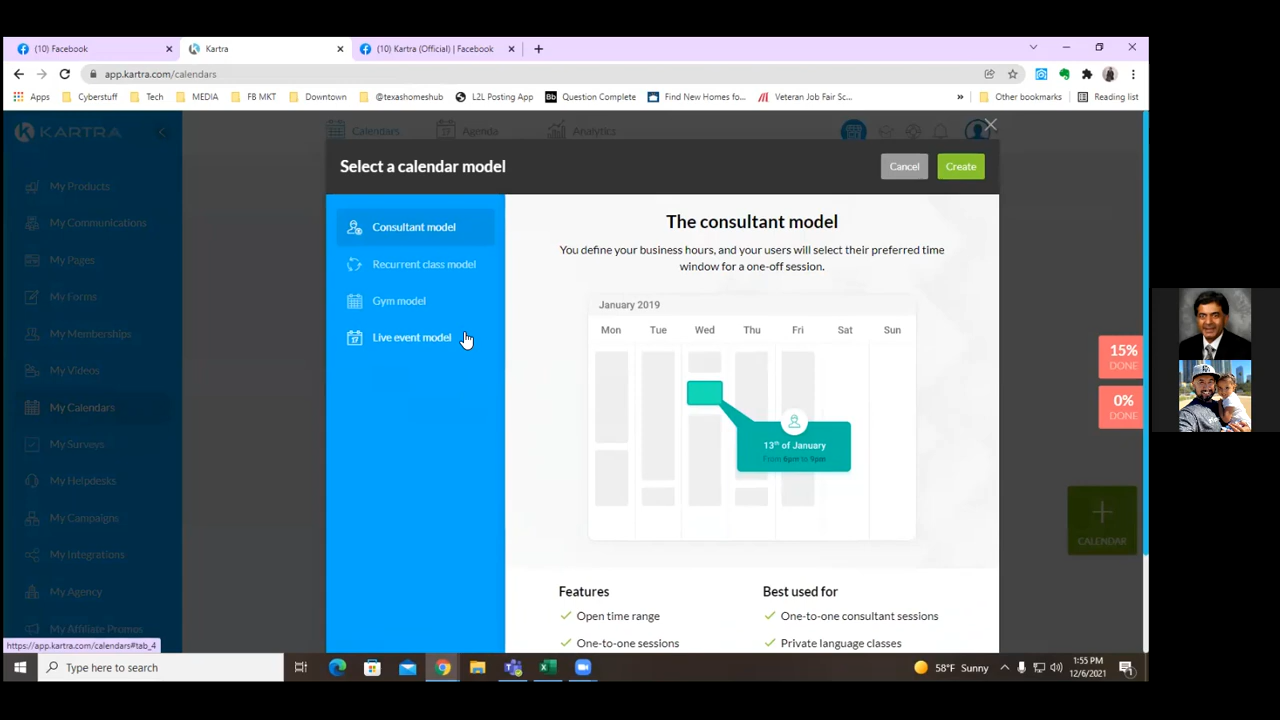 (10) Facebook
Kartra
(10) Kartra (Official) | Facebook
app.kartra.com/calendars
Apps
Cyberstuff
Tech
MEDIA
FB MKT
Downtown
@texashomeshub
L2L Posting App
Bb Question Complete
Find New Homes fo...
Veteran Job Fair Sc...
»
Other bookmarks
Reading list
KARTRA
Calendars
Agenda
Analytics
My Products
My Communications
My Pages
My Forms
My Memberships
My Videos
My Calendars
My Surveys
My Helpdesks
My Campaigns
My Integrations
My Agency
My Affiliate Promos
Select a calendar model
Cancel
Create
Consultant model
Recurrent class model
Gym model
17 Live event model
The consultant model
You define your business hours, and your users will select their preferred time
window for a one-off session.
January 2019
Mon Tue Wed Thu Fri Sat Sun
13th of January
From 6pm to 9pm
Features
Open time range
One-to-one sessions
Best used for
One-to-one consultant sessions
Private language classes
15%
DONE
0%
DONE
CALENDAR
https://app.kartra.com/calendars#tab_4
Type here to search
58°F Sunny
1:55 PM
12/6/2021
1